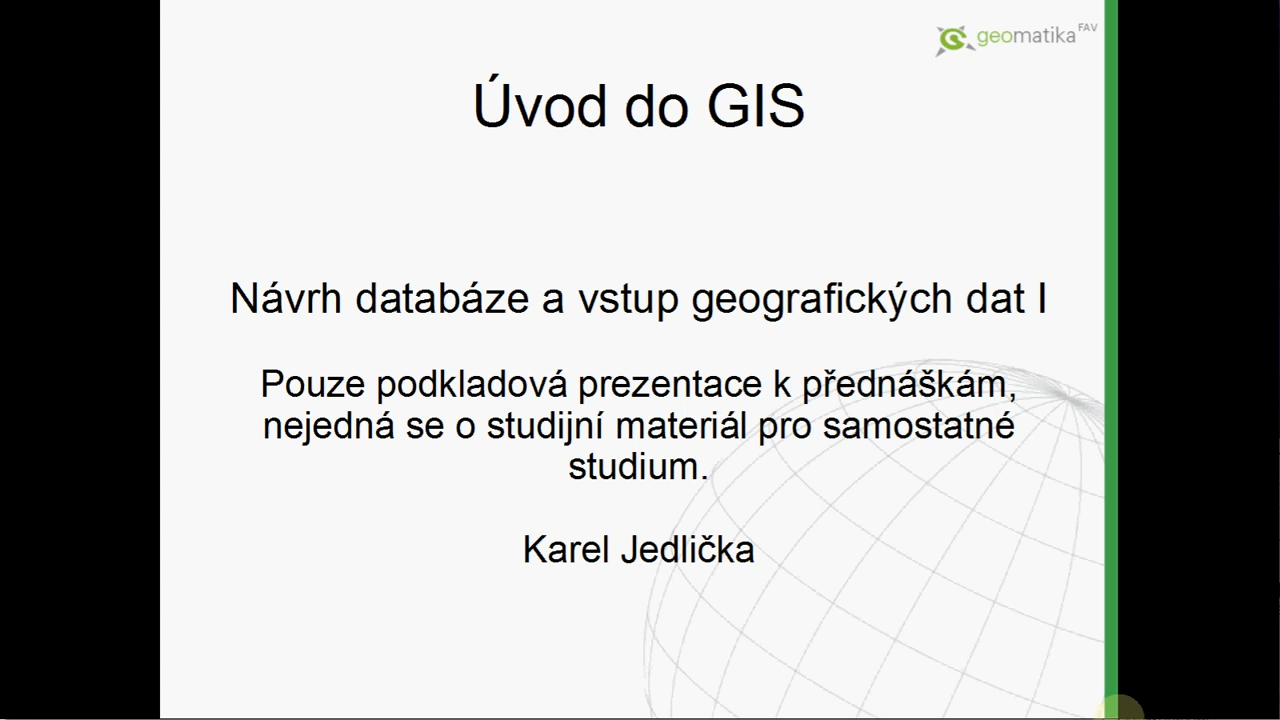 geomatika FAV
Úvod do GIS
Návrh databáze a vstup geografických dat I
Pouze podkladová prezentace k přednáškám,
nejedná se o studijní materiál pro samostatné
studium.
Karel Jedlička